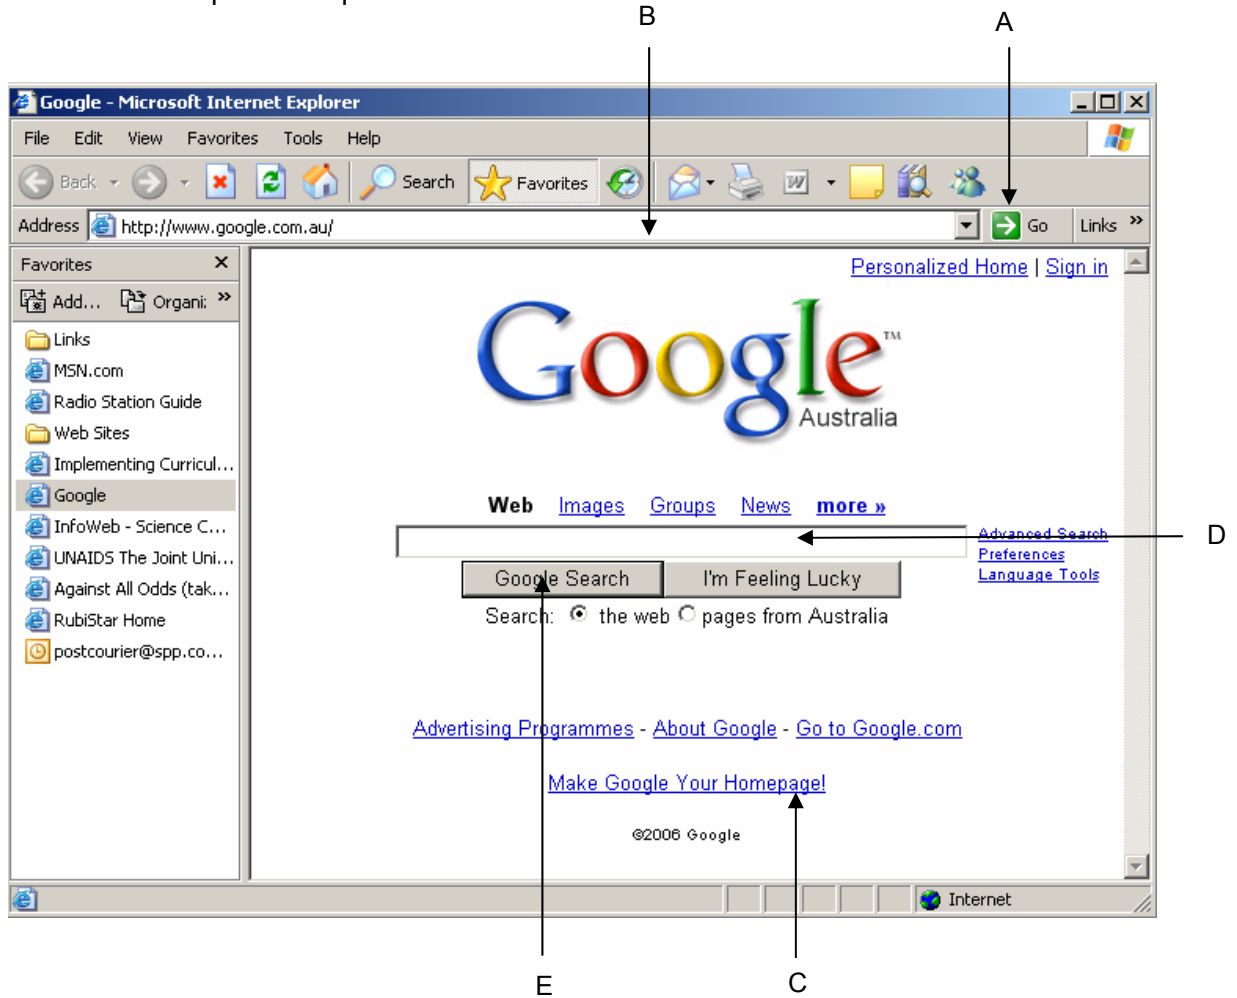 B
A
Google - Microsoft Internet Explorer
File Edit View Favorites Tools Help
Back Search Favorites
Address http://www.google.com.au/ Go Links »
Favorites
Add... Organi: »
Links
MSN.com
Radio Station Guide
Web Sites
Implementing Curricul...
Google
InfoWeb - Science C...
UNAIDS The Joint Uni...
Against All Odds (tak...
RubiStar Home
postcourier@spp.co...
Personalized Home | Sign in
Google™
Australia
Web Images Groups News more »
Advanced Search
Preferences
Language Tools
D
Google Search I'm Feeling Lucky
Search: the web pages from Australia
Advertising Programmes - About Google - Go to Google.com
Make Google Your Homepage!
©2006 Google
Internet
E
C